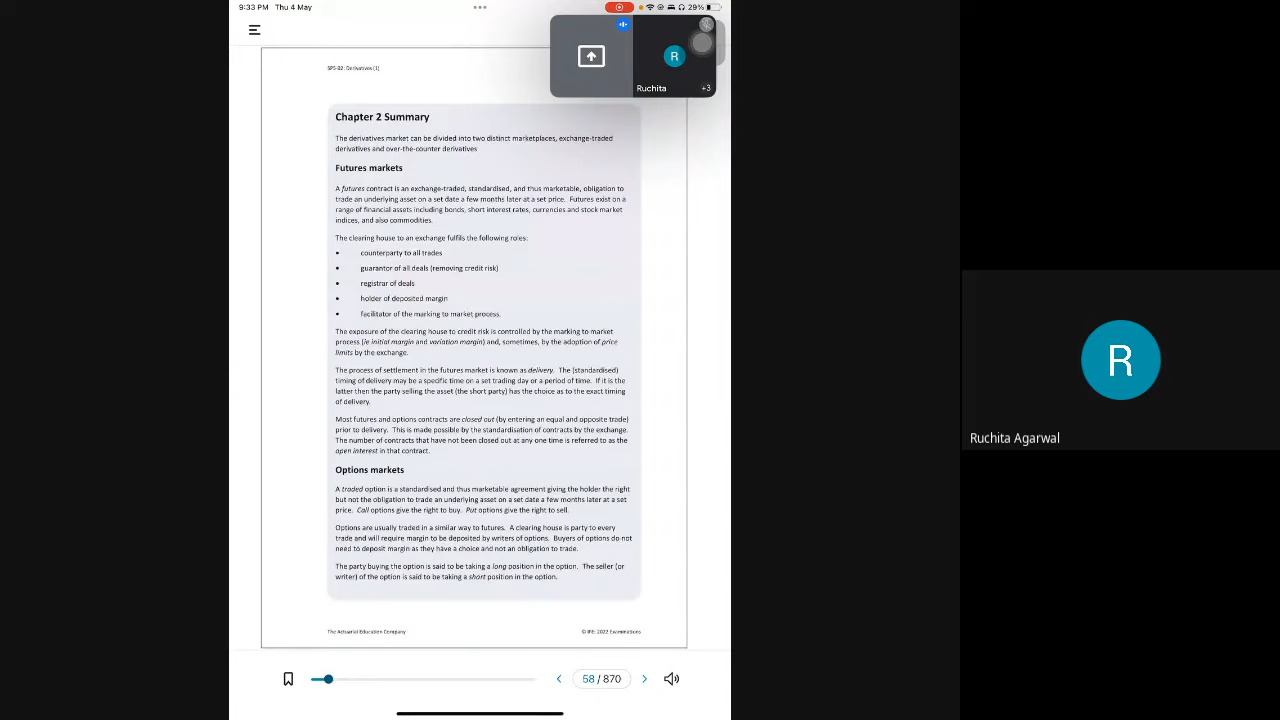 9:33 PM Thu 4 May
29%
SP5-02: Derivatives (1)
Ruchita
+3
R
Chapter 2 Summary
The derivatives market can be divided into two distinct marketplaces, exchange-traded
derivatives and over-the-counter derivatives
Futures markets
A futures contract is an exchange-traded, standardised, and thus marketable, obligation to
trade an underlying asset on a set date a few months later at a set price. Futures exist on a
range of financial assets including bonds, short interest rates, currencies and stock market
indices, and also commodities.
The clearing house to an exchange fulfils the following roles:
• counterparty to all trades
• guarantor of all deals (removing credit risk)
• registrar of deals
• holder of deposited margin
• facilitator of the marking to market process.
The exposure of the clearing house to credit risk is controlled by the marking to market
process (ie initial margin and variation margin) and, sometimes, by the adoption of price
limits by the exchange.
The process of settlement in the futures market is known as delivery. The (standardised)
timing of delivery may be a specific time on a set trading day or a period of time. If it is the
latter then the party selling the asset (the short party) has the choice as to the exact timing
of delivery.
Most futures and options contracts are closed out (by entering an equal and opposite trade)
prior to delivery. This is made possible by the standardisation of contracts by the exchange.
The number of contracts that have not been closed out at any one time is referred to as the
open interest in that contract.
Options markets
A traded option is a standardised and thus marketable agreement giving the holder the right
but not the obligation to trade an underlying asset on a set date a few months later at a set
price. Call options give the right to buy. Put options give the right to sell.
Options are usually traded in a similar way to futures. A clearing house is party to every
trade and will require margin to be deposited by writers of options. Buyers of options do not
need to deposit margin as they have a choice and not an obligation to trade.
The party buying the option is said to be taking a long position in the option. The seller (or
writer) of the option is said to be taking a short position in the option.
The Actuarial Education Company
© IFE: 2022 Examinations
58 / 870
R
Ruchita Agarwal